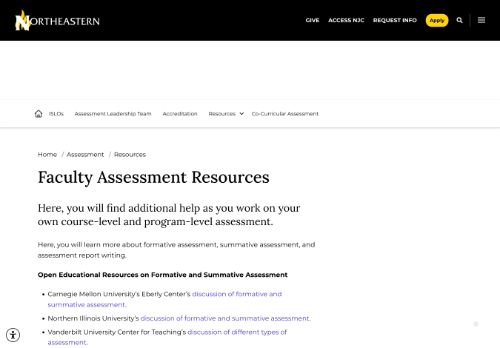 NORTHEASTERN
GIVE ACCESS NJC REQUEST INFO Apply
ISLOs Assessment Leadership Team Accreditation Resources Co-Curricular Assessment
Home / Assessment / Resources
Faculty Assessment Resources
Here, you will find additional help as you work on your
own course-level and program-level assessment.
Here, you will learn more about formative assessment, summative assessment, and
assessment report writing.
Open Educational Resources on Formative and Summative Assessment
• Carnegie Mellon University's Eberly Center's discussion of formative and
summative assessment.
• Northern Illinois University's discussion of formative and summative assessment.
• Vanderbilt University Center for Teaching's discussion of different types of
assessment.